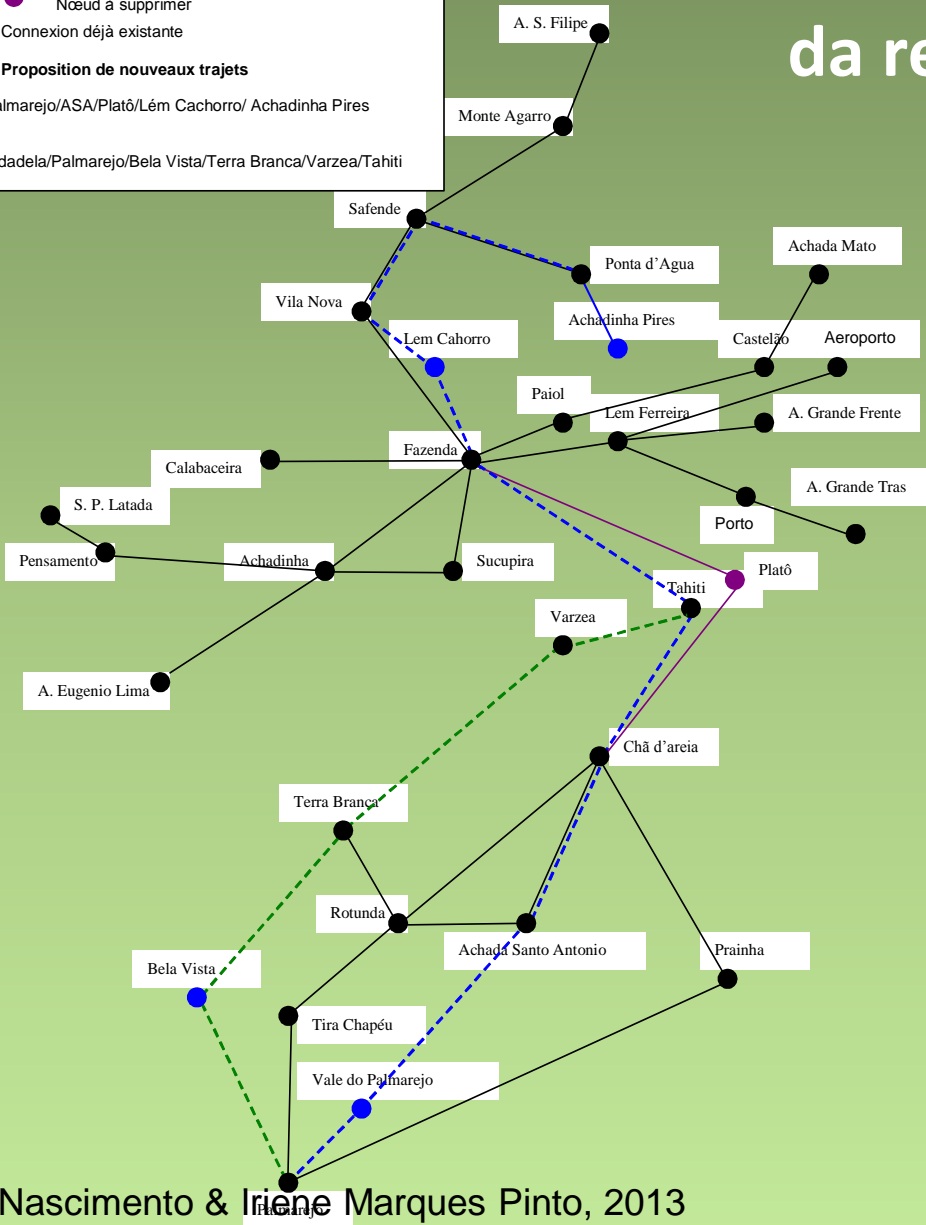 Nœud à supprimer
Connexion déjà existante
Proposition de nouveaux trajets
almarejo/ASA/Platô/Lém Cachorro/ Achadinha Pires
dadela/Palmarejo/Bela Vista/Terra Branca/Varzea/Tahiti
da re
A. S. Filipe
Monte Agarro
Safende
Ponta d’Agua
Achada Mato
Vila Nova
Achadinha Pires
Lem Cahorro
Castelão
Aeroporto
Paiol
Lem Ferreira
A. Grande Frente
Fazenda
Calabaceira
A. Grande Tras
S. P. Latada
Porto
Pensamento
Achadinha
Sucupira
Platô
Tahiti
Varzea
A. Eugenio Lima
Chã d’areia
Terra Branca
Rotunda
Achada Santo Antonio
Prainha
Bela Vista
Tira Chapéu
Vale do Palmarejo
Palmarejo
Nascimento & Iriene Marques Pinto, 2013